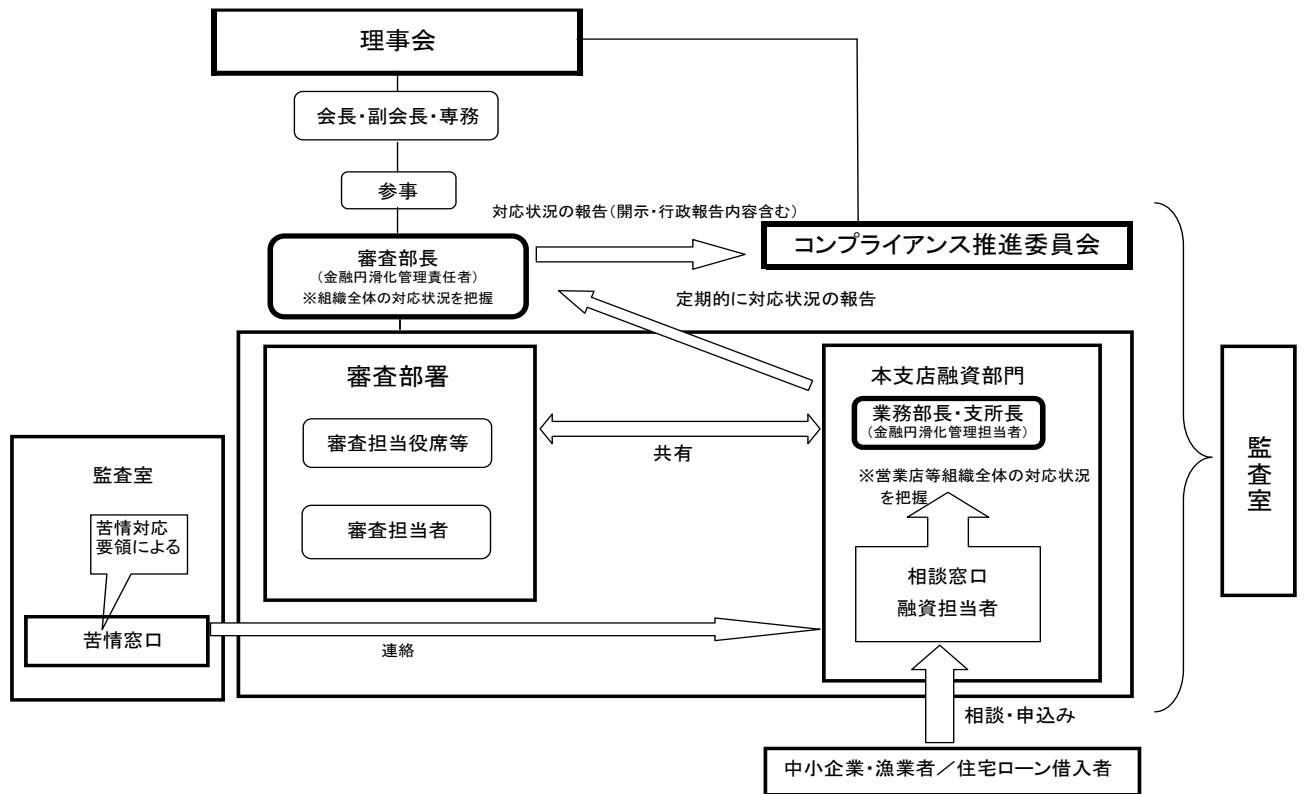 理事会
会長・副会長・専務
参事
対応状況の報告(開示・行政報告内容含む)
コンプライアンス推進委員会
審査部長
(金融円滑化管理責任者)
※組織全体の対応状況を把握
定期的に対応状況の報告
審査部署
審査担当役席等
審査担当者
共有
本支店融資部門
業務部長・支所長
(金融円滑化管理担当者)
※営業店等組織全体の対応状況
を把握
相談窓口
融資担当者
監査室
苦情対応
要領による
苦情窓口
連絡
相談・申込み
中小企業・漁業者/住宅ローン借入者
監査室